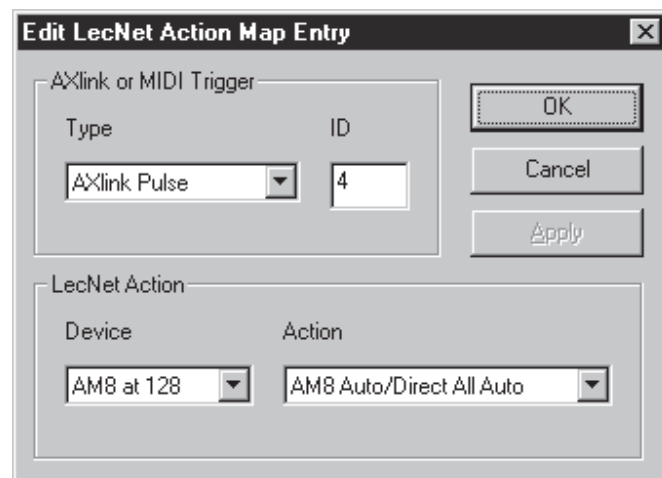 Edit LecNet Action Map Entry
AXlink or MIDI Trigger
Type ID
AXlink Pulse 4
OK
Cancel
Apply
LecNet Action
Device Action
AM8 at 128 AM8 Auto/Direct All Auto